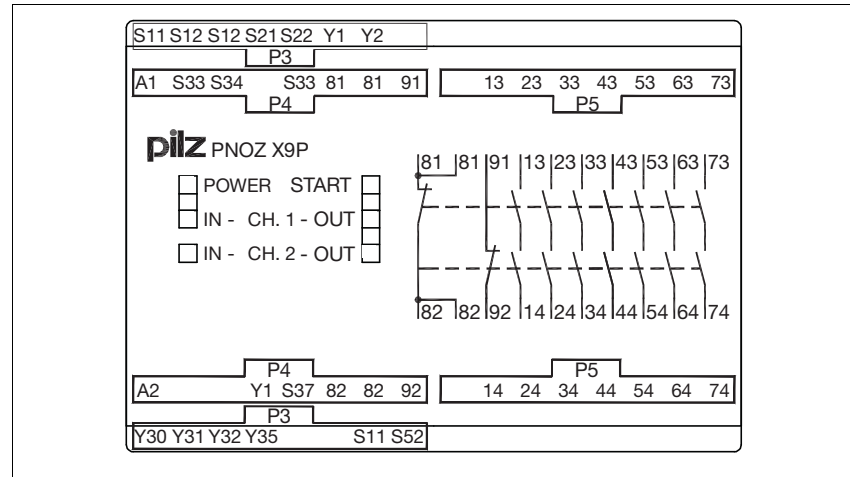 S11 S12 S12 S21 S22 Y1 Y2
P3
A1 S33 S34 S33 81 81 91 13 23 33 43 53 63 73
P4 P5
pilz PNOZ X9P
81 81 91 13 23 33 43 53 63 73
POWER START
IN - CH. 1 - OUT
IN - CH. 2 - OUT
82 82 92 14 24 34 44 54 64 74
P4 P5
A2 Y1 S37 82 82 92 14 24 34 44 54 64 74
P3
Y30 Y31 Y32 Y35 S11 S52